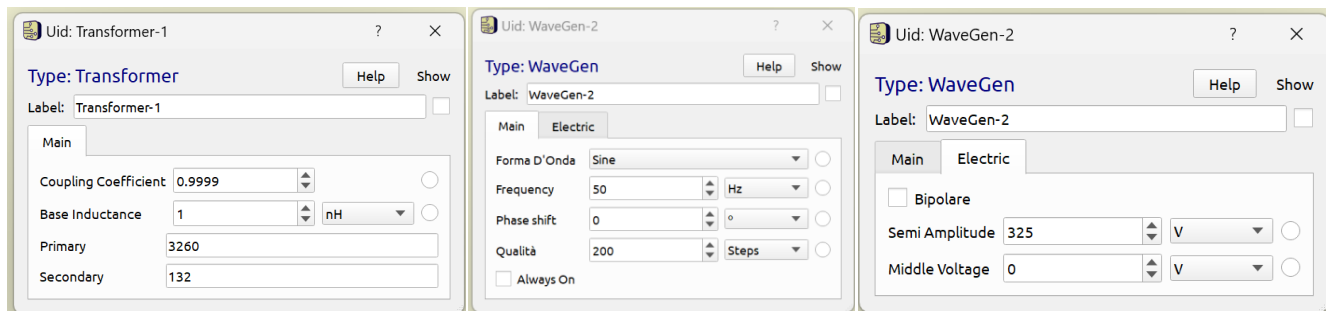 Uid: Transformer-1 ? ×
Type: Transformer Help Show
Label: Transformer-1
Main
Coupling Coefficient 0.9999
Base Inductance 1 nH
Primary 3260
Secondary 132
Uid: WaveGen-2 ? ×
Type: WaveGen Help Show
Label: WaveGen-2
Main Electric
Forma D'Onda Sine
Frequency 50 Hz
Phase shift 0 º
Qualità 200 Steps
Always On
Uid: WaveGen-2 ? ×
Type: WaveGen Help Show
Label: WaveGen-2
Main Electric
Bipolare
Semi Amplitude 325 V
Middle Voltage 0 V